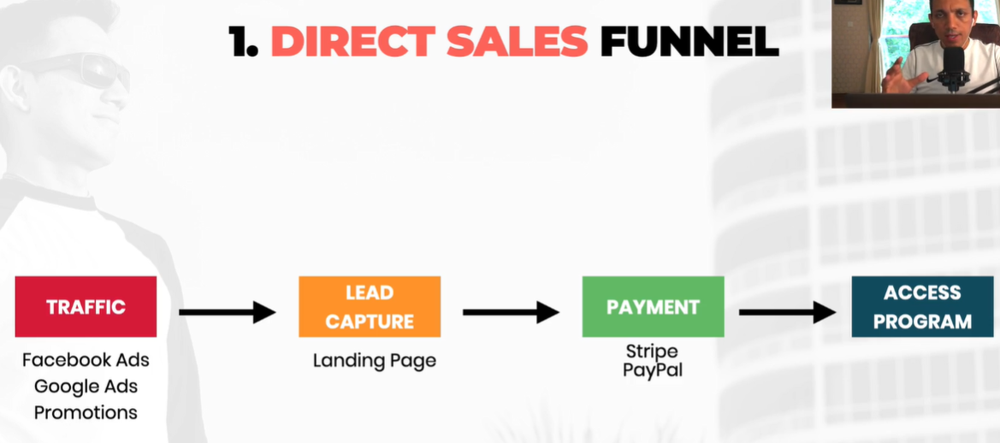 1. DIRECT SALES FUNNEL
TRAFFIC
Facebook Ads
Google Ads
Promotions
LEAD
CAPTURE
Landing Page
PAYMENT
Stripe
PayPal
ACCESS
PROGRAM